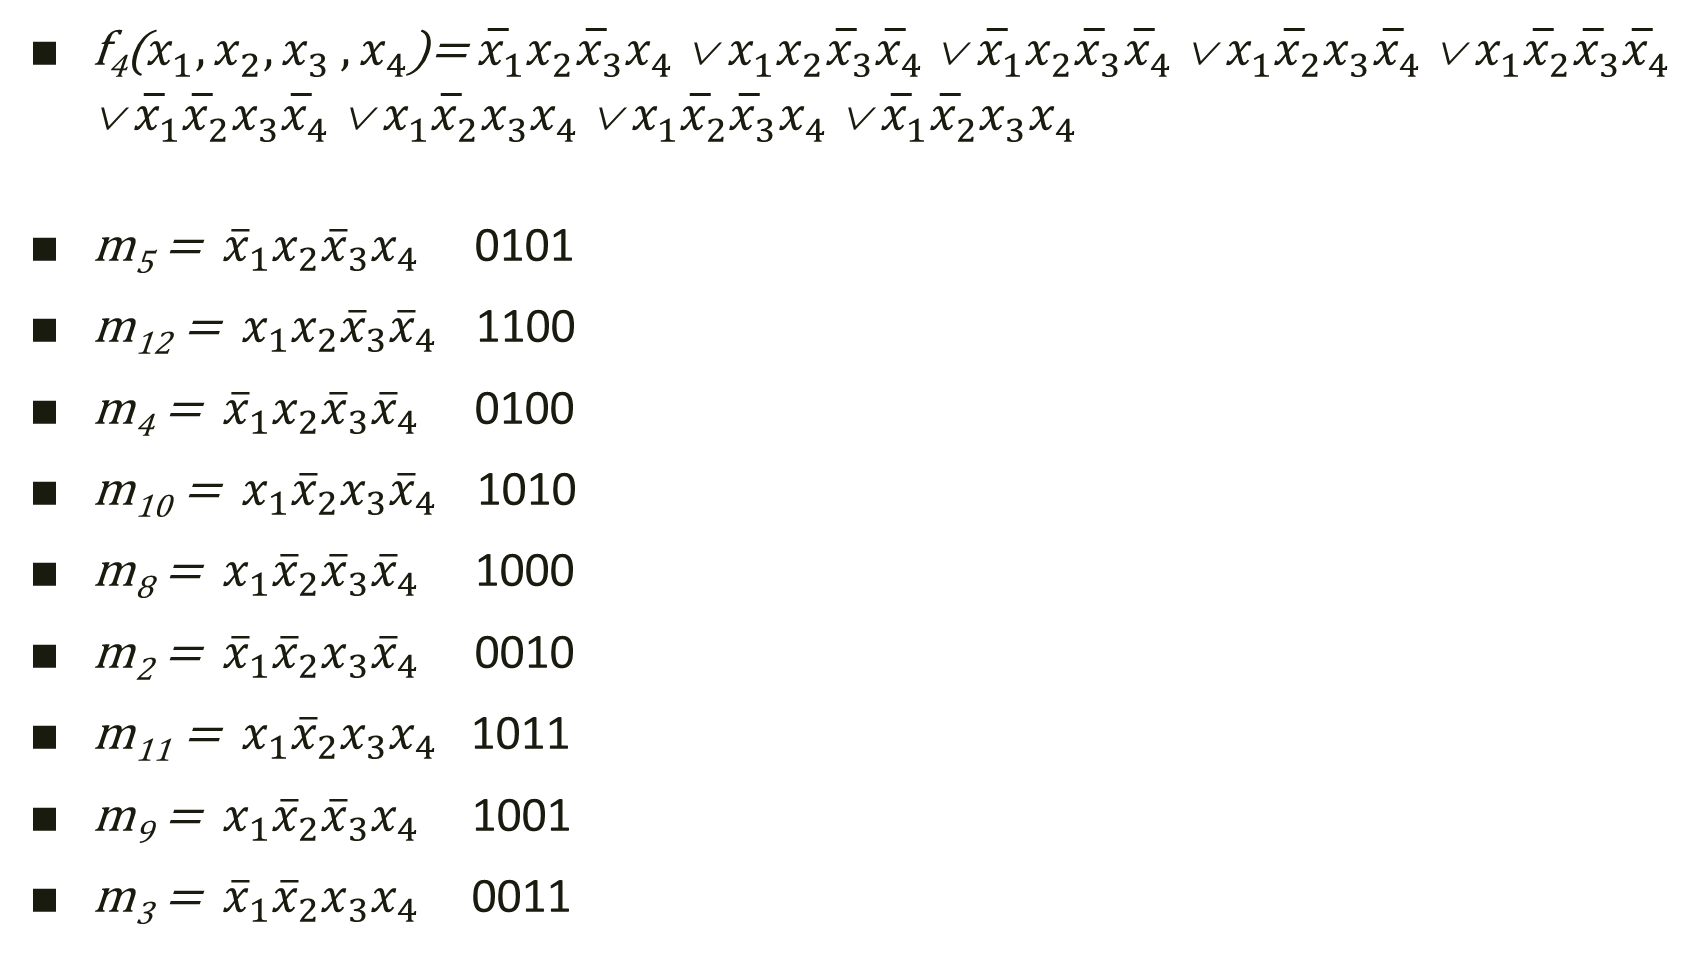 ▪ f₄(x₁, x₂, x₃ , x₄)= x̅₁x₂x̅₃x₄ ∨x₁x₂x̅₃x̅₄ ∨x̅₁x₂x̅₃x̅₄ ∨x₁x̅₂x₃x̅₄ ∨x₁x̅₂x̅₃x̅₄
∨x̅₁x̅₂x₃x̅₄ ∨x₁x̅₂x₃x₄ ∨x₁x̅₂x̅₃x₄ ∨x̅₁x̅₂x₃x₄
▪ m₅ = x̅₁x₂x̅₃x₄ 0101
▪ m₁₂ = x₁x₂x̅₃x̅₄ 1100
▪ m₄ = x̅₁x₂x̅₃x̅₄ 0100
▪ m₁₀ = x₁x̅₂x₃x̅₄ 1010
▪ m₈ = x₁x̅₂x̅₃x̅₄ 1000
▪ m₂ = x̅₁x̅₂x₃x̅₄ 0010
▪ m₁₁ = x₁x̅₂x₃x₄ 1011
▪ m₉ = x₁x̅₂x̅₃x₄ 1001
▪ m₃ = x̅₁x̅₂x₃x₄ 0011